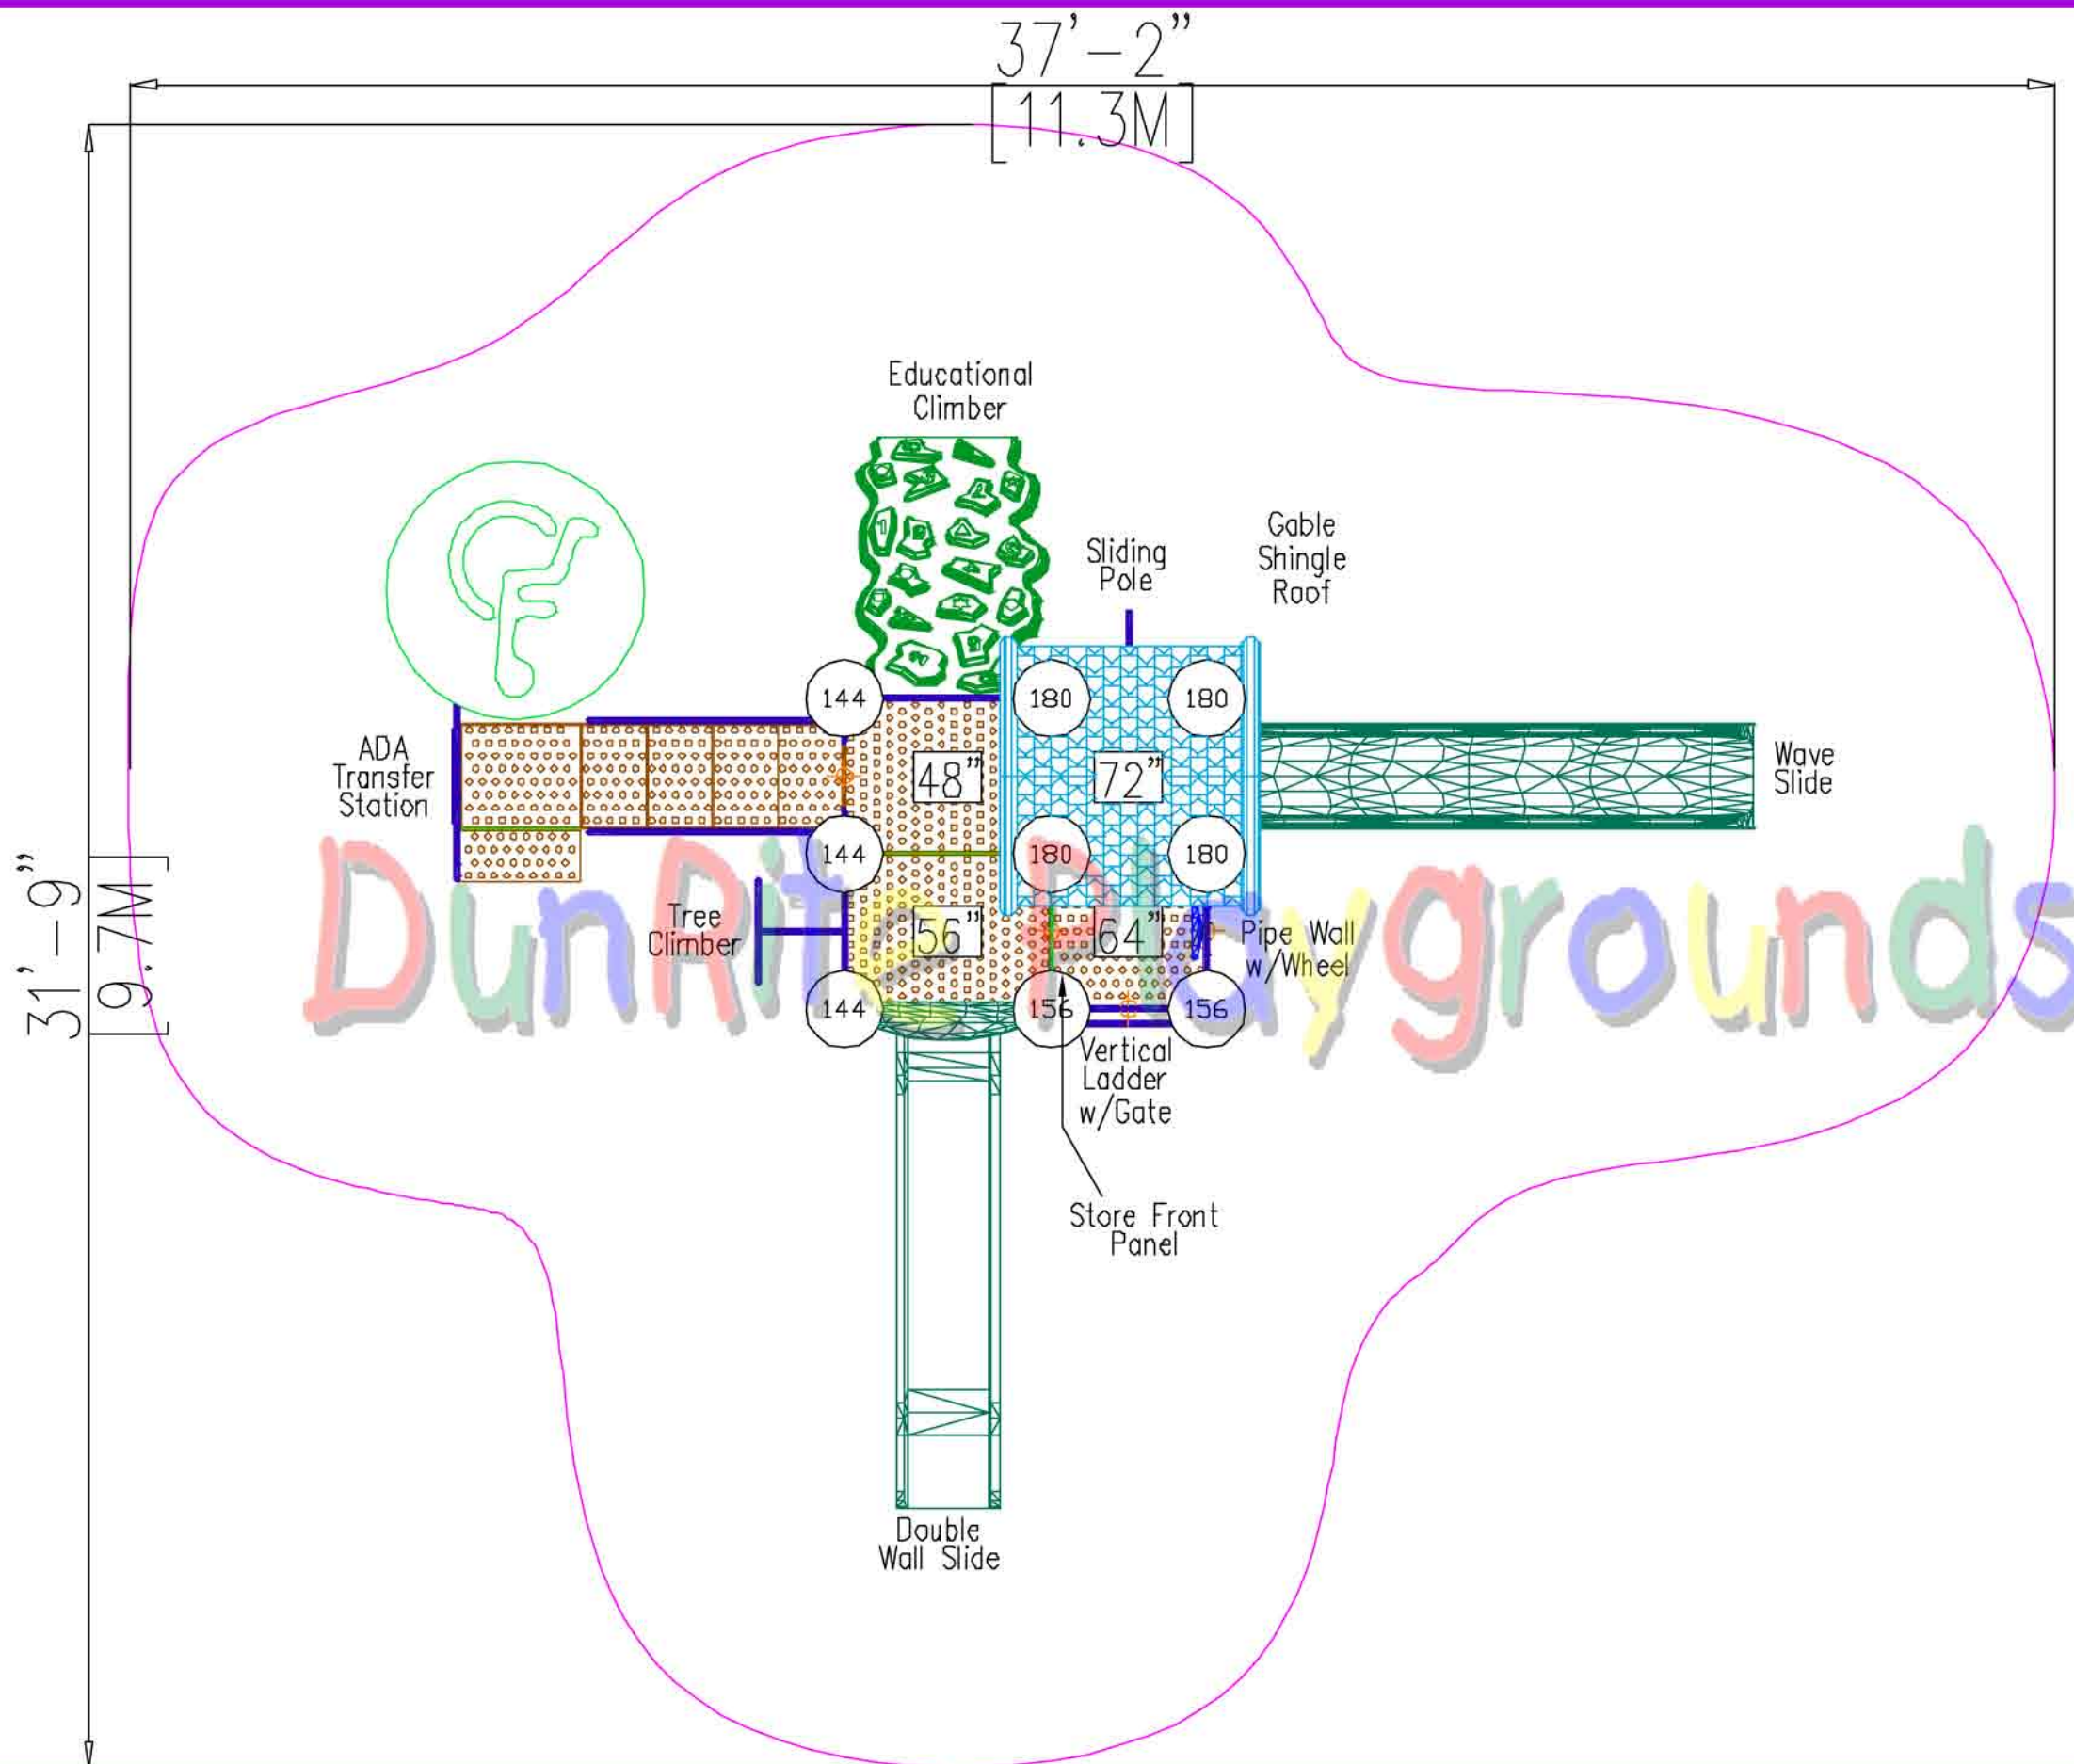 37'-2"
[11.3M]
Educational
Climber
Sliding
Pole
Gable
Shingle
Roof
144
180
180
ADA
Transfer
Station
48"
72"
Wave
Slide
144
180
180
31'-9"
9.7M
DunRite Playgrounds
Tree
Climber
56"
64"
Pipe Wall
w/Wheel
144
156
156
Vertical
Ladder
w/Gate
Store Front
Panel
Double
Wall Slide